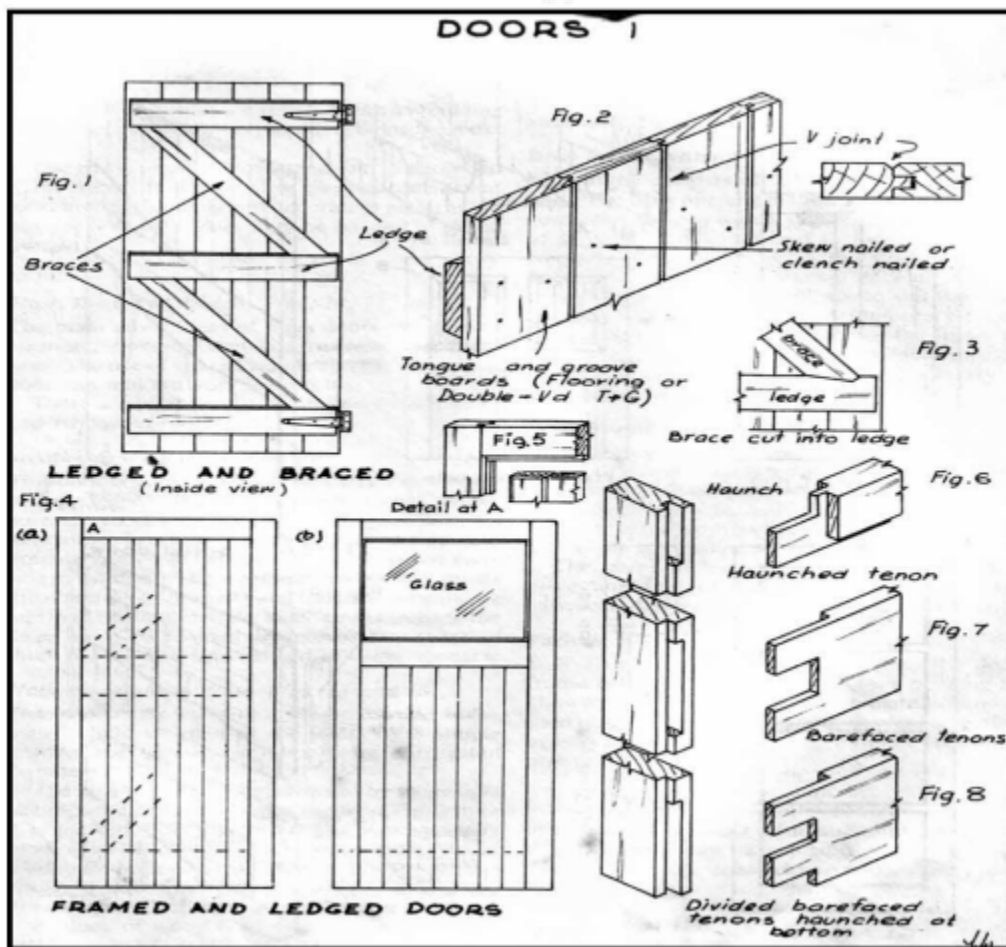 DOORS 1
Fig. 1
Braces
Ledge
LEDGED AND BRACED
(Inside view)
Fig. 2
V joint
Skew nailed or
clench nailed
Tongue and groove
boards (Flooring or
Double-Vd T+G)
Fig. 3
brace
ledge
Brace cut into ledge
Fig. 5
Detail at A
Fig. 4
(a)
A
(b)
Glass
FRAMED AND LEDGED DOORS
Haunch
Fig. 6
Haunched tenon
Fig. 7
Barefaced tenons
Fig. 8
Divided barefaced
tenons haunched at
bottom